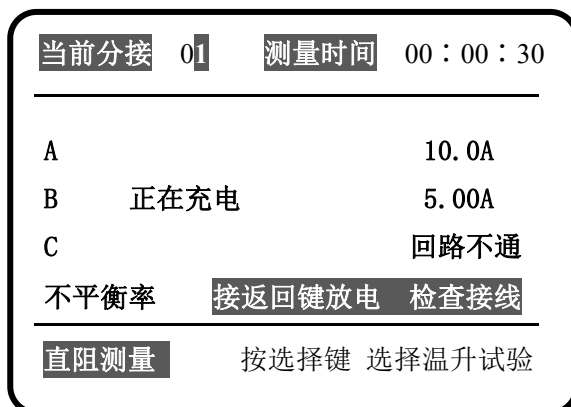 当前分接 01 测量时间 00:00:30
A 10.0A
B 正在充电 5.00A
C 回路不通
不平衡率 接返回键放电 检查接线
直阻测量 按选择键 选择温升试验